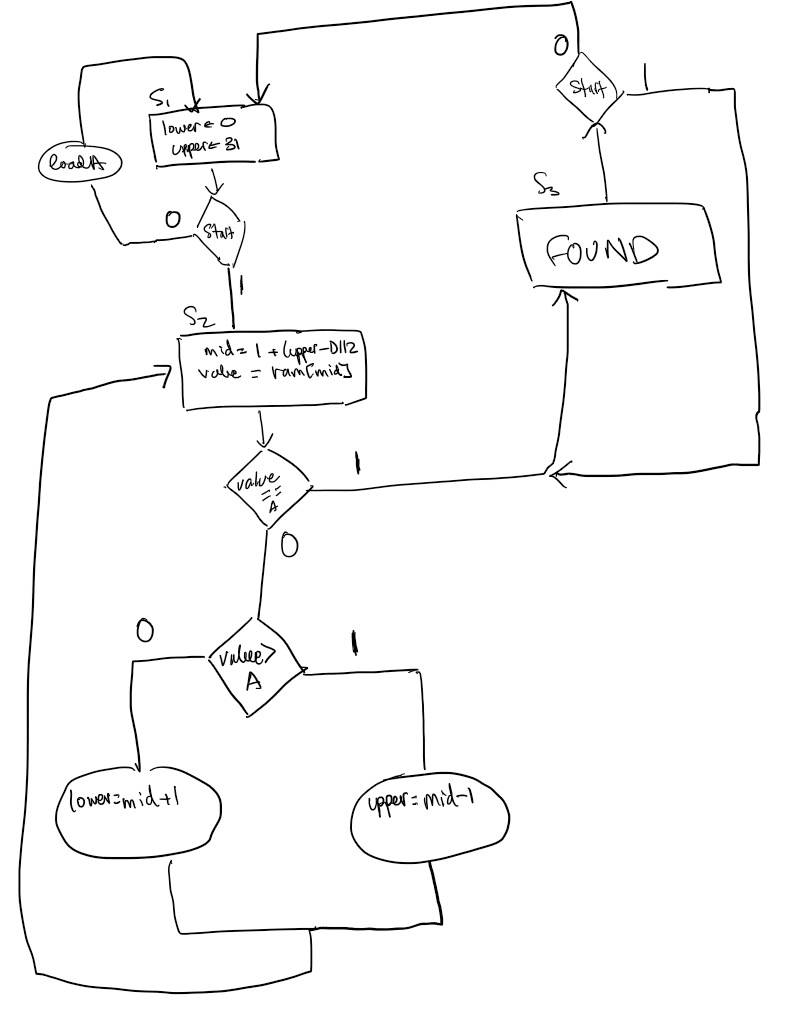 0
Start
1
S1
lower ← 0
upper ← 31
loadA
0
Start
1
S3
FOUND
S2
mid = l + (upper-l)/2
value = ram[mid]
value
==
A
1
0
0
value>
A
1
lower=mid+1
upper=mid-1